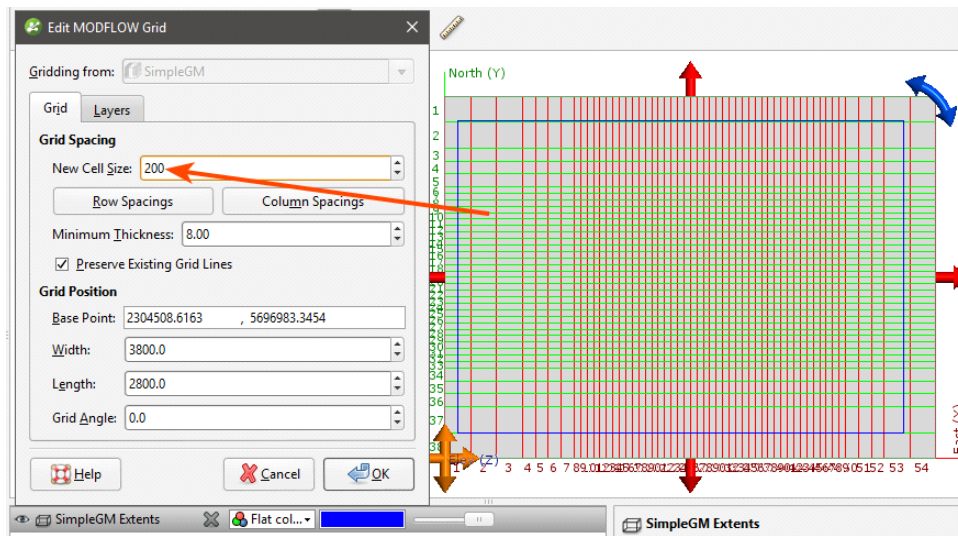 Edit MODFLOW Grid
Gridding from: SimpleGM
Grid Layers
Grid Spacing
New Cell Size: 200
Row Spacings Column Spacings
Minimum Thickness: 8.00
Preserve Existing Grid Lines
Grid Position
Base Point: 2304508.6163 , 5696983.3454
Width: 3800.0
Length: 2800.0
Grid Angle: 0.0
Help Cancel OK
North (Y)
1
2
3
4
5
33
34
35
36
37
38
(Z)
East (X)
1 2 3 4 5 6 7 53 54
SimpleGM Extents Flat col...
SimpleGM Extents